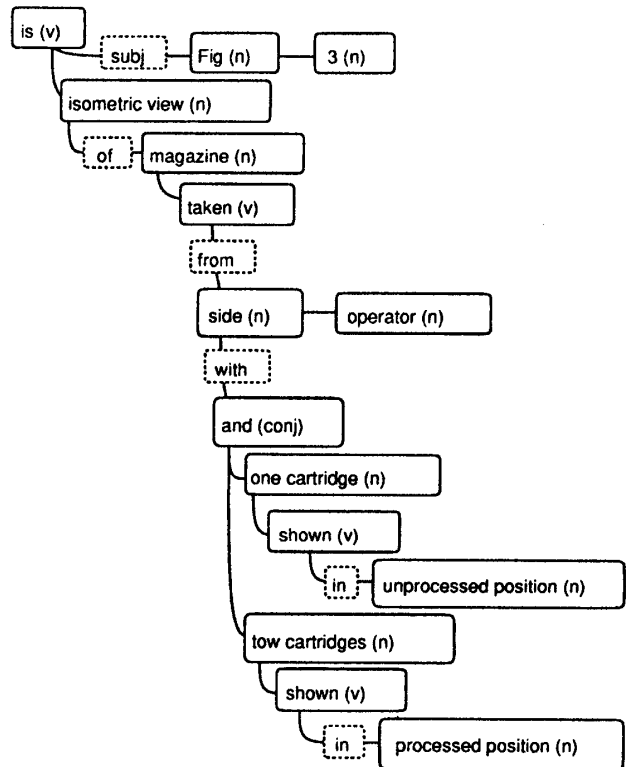 is (v)
subj Fig (n) 3 (n)
isometric view (n)
of magazine (n)
taken (v)
from
side (n) operator (n)
with
and (conj)
one cartridge (n)
shown (v)
in unprocessed position (n)
tow cartridges (n)
shown (v)
in processed position (n)